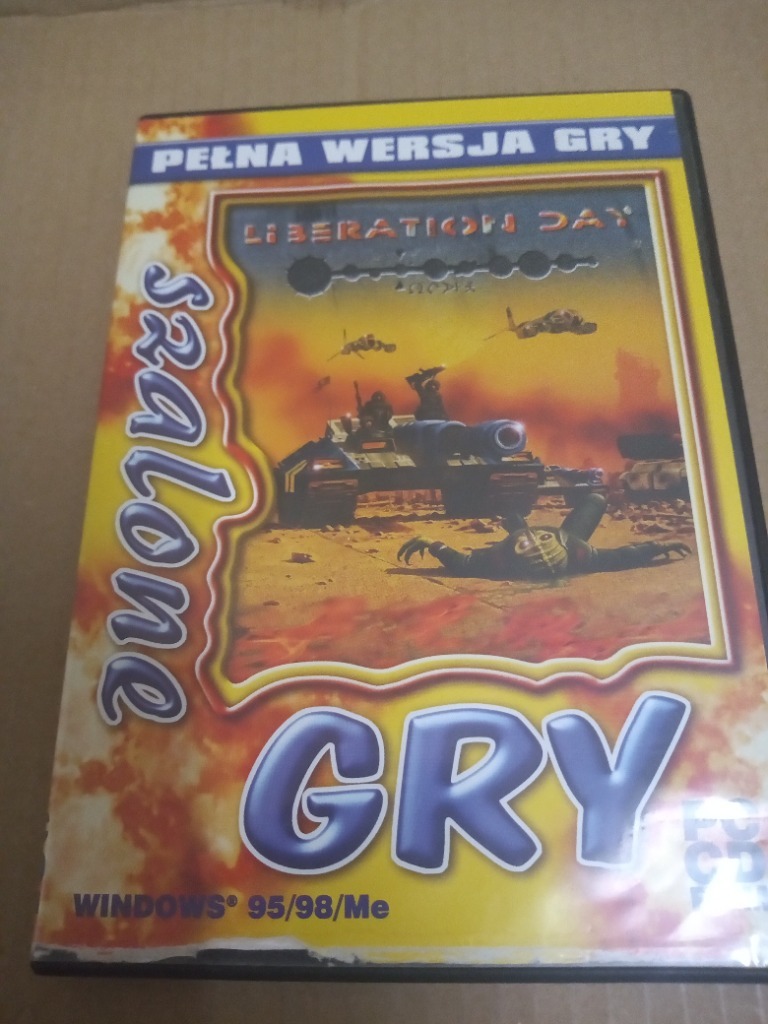 PEŁNA WERSJA GRY
LIBERATION DAY
szalone
GRY
PC
CD
WINDOWS® 95/98/Me